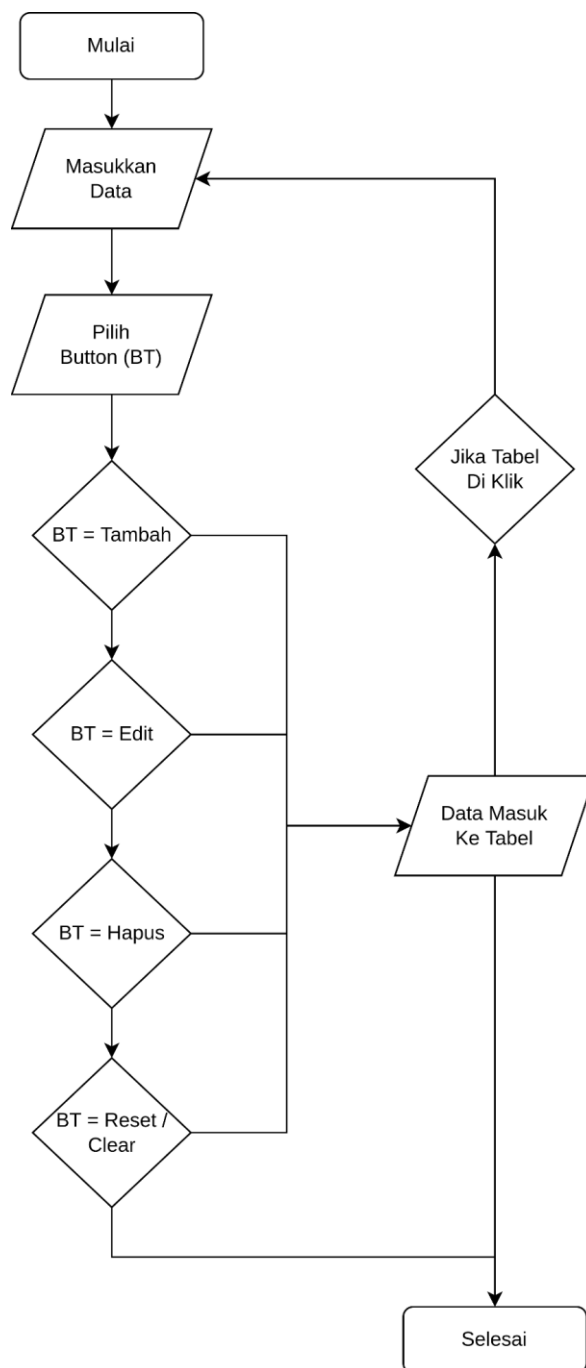 Mulai
Masukkan
Data
Pilih
Button (BT)
Jika Tabel
Di Klik
BT = Tambah
BT = Edit
Data Masuk
Ke Tabel
BT = Hapus
BT = Reset /
Clear
Selesai